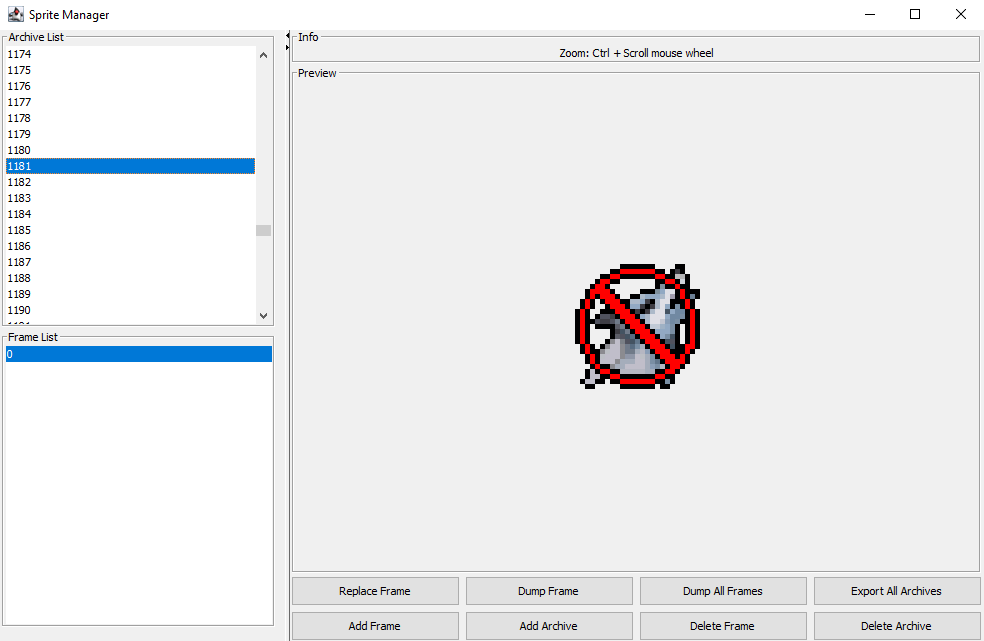 Sprite Manager
Archive List
1174
1175
1176
1177
1178
1179
1180
1181
1182
1183
1184
1185
1186
1187
1188
1189
1190
Frame List
0
Info
Zoom: Ctrl + Scroll mouse wheel
Preview
Replace Frame
Dump Frame
Dump All Frames
Export All Archives
Add Frame
Add Archive
Delete Frame
Delete Archive